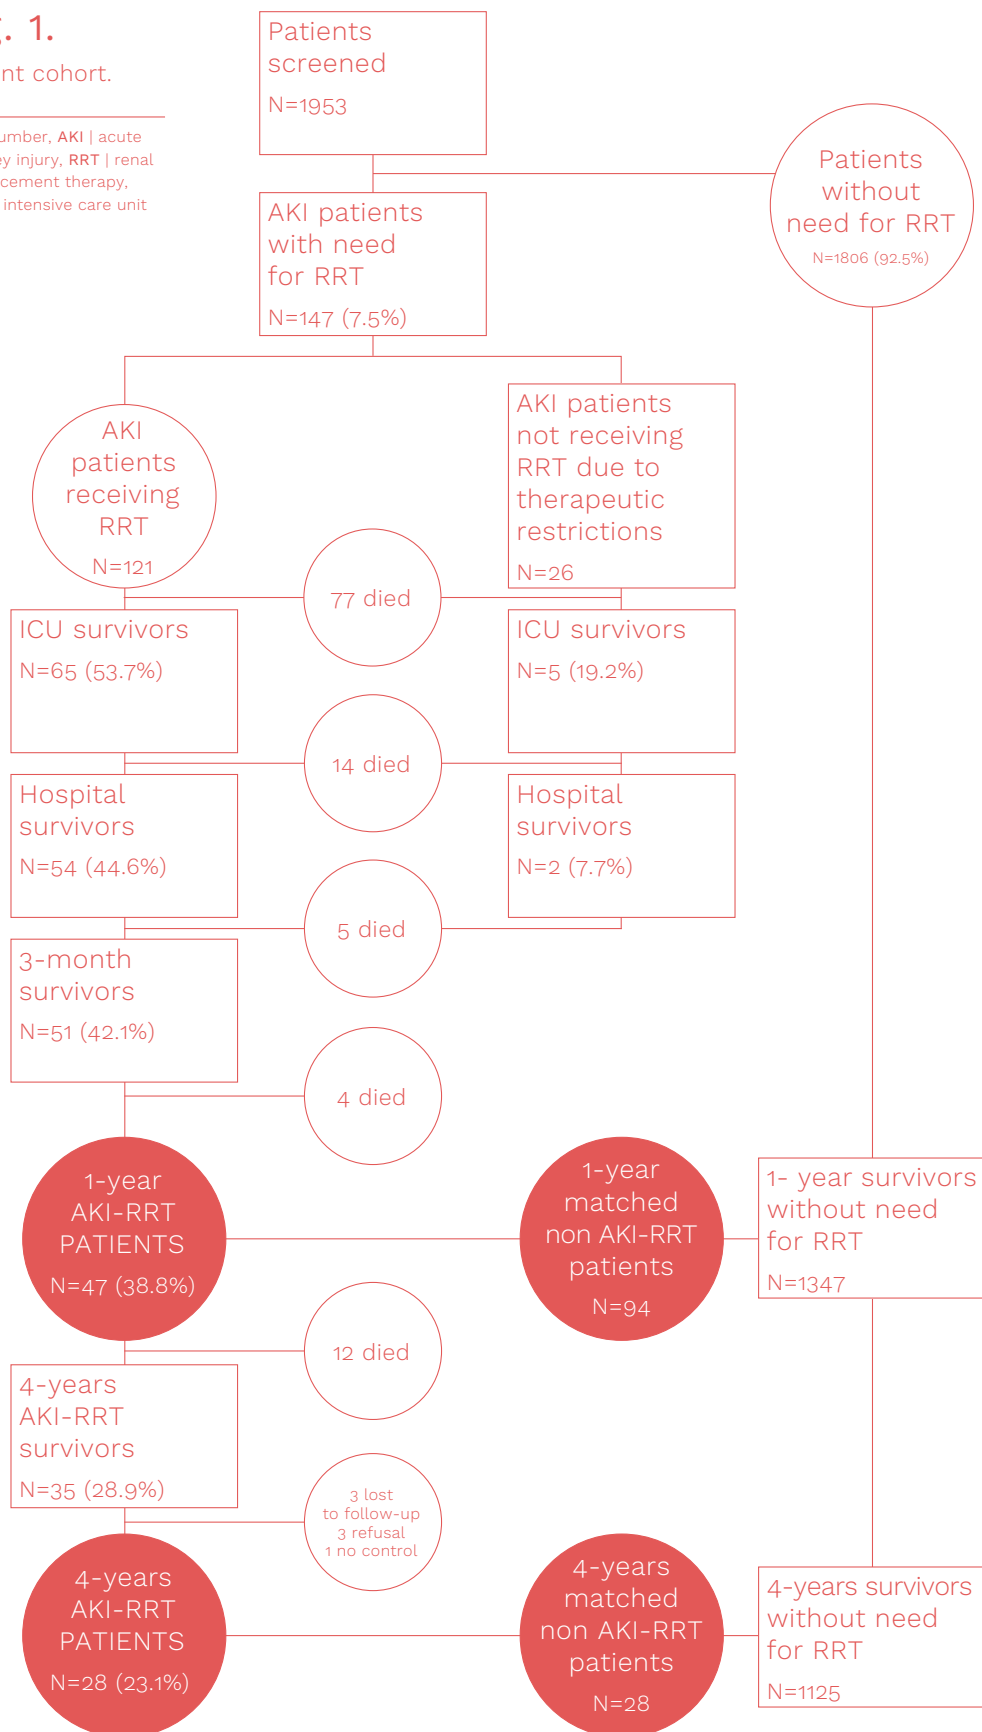 . 1.
nt cohort.
umber, AKI | acute
ey injury, RRT | renal
cement therapy,
intensive care unit
Patients
screened
N=1953
Patients
without
need for RRT
N=1806 (92.5%)
AKI patients
with need
for RRT
N=147 (7.5%)
AKI
patients
receiving
RRT
N=121
AKI patients
not receiving
RRT due to
therapeutic
restrictions
N=26
77 died
ICU survivors
N=65 (53.7%)
ICU survivors
N=5 (19.2%)
14 died
Hospital
survivors
N=54 (44.6%)
Hospital
survivors
N=2 (7.7%)
5 died
3-month
survivors
N=51 (42.1%)
4 died
1-year
AKI-RRT
PATIENTS
N=47 (38.8%)
1-year
matched
non AKI-RRT
patients
N=94
1- year survivors
without need
for RRT
N=1347
12 died
4-years
AKI-RRT
survivors
N=35 (28.9%)
3 lost
to follow-up
3 refusal
1 no control
4-years
AKI-RRT
PATIENTS
N=28 (23.1%)
4-years
matched
non AKI-RRT
patients
N=28
4-years survivors
without need
for RRT
N=1125